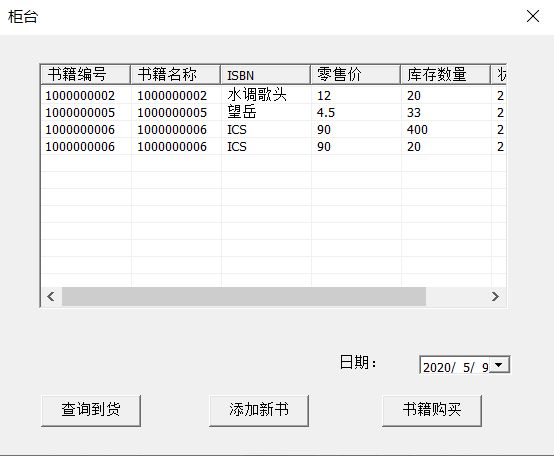 柜台
书籍编号 书籍名称 ISBN 零售价 库存数量
1000000002 1000000002 水调歌头 12 20 2
1000000005 1000000005 望岳 4.5 33 2
1000000006 1000000006 ICS 90 400 2
1000000006 1000000006 ICS 90 20 2
日期：
2020/ 5/ 9
查询到货 添加新书 书籍购买